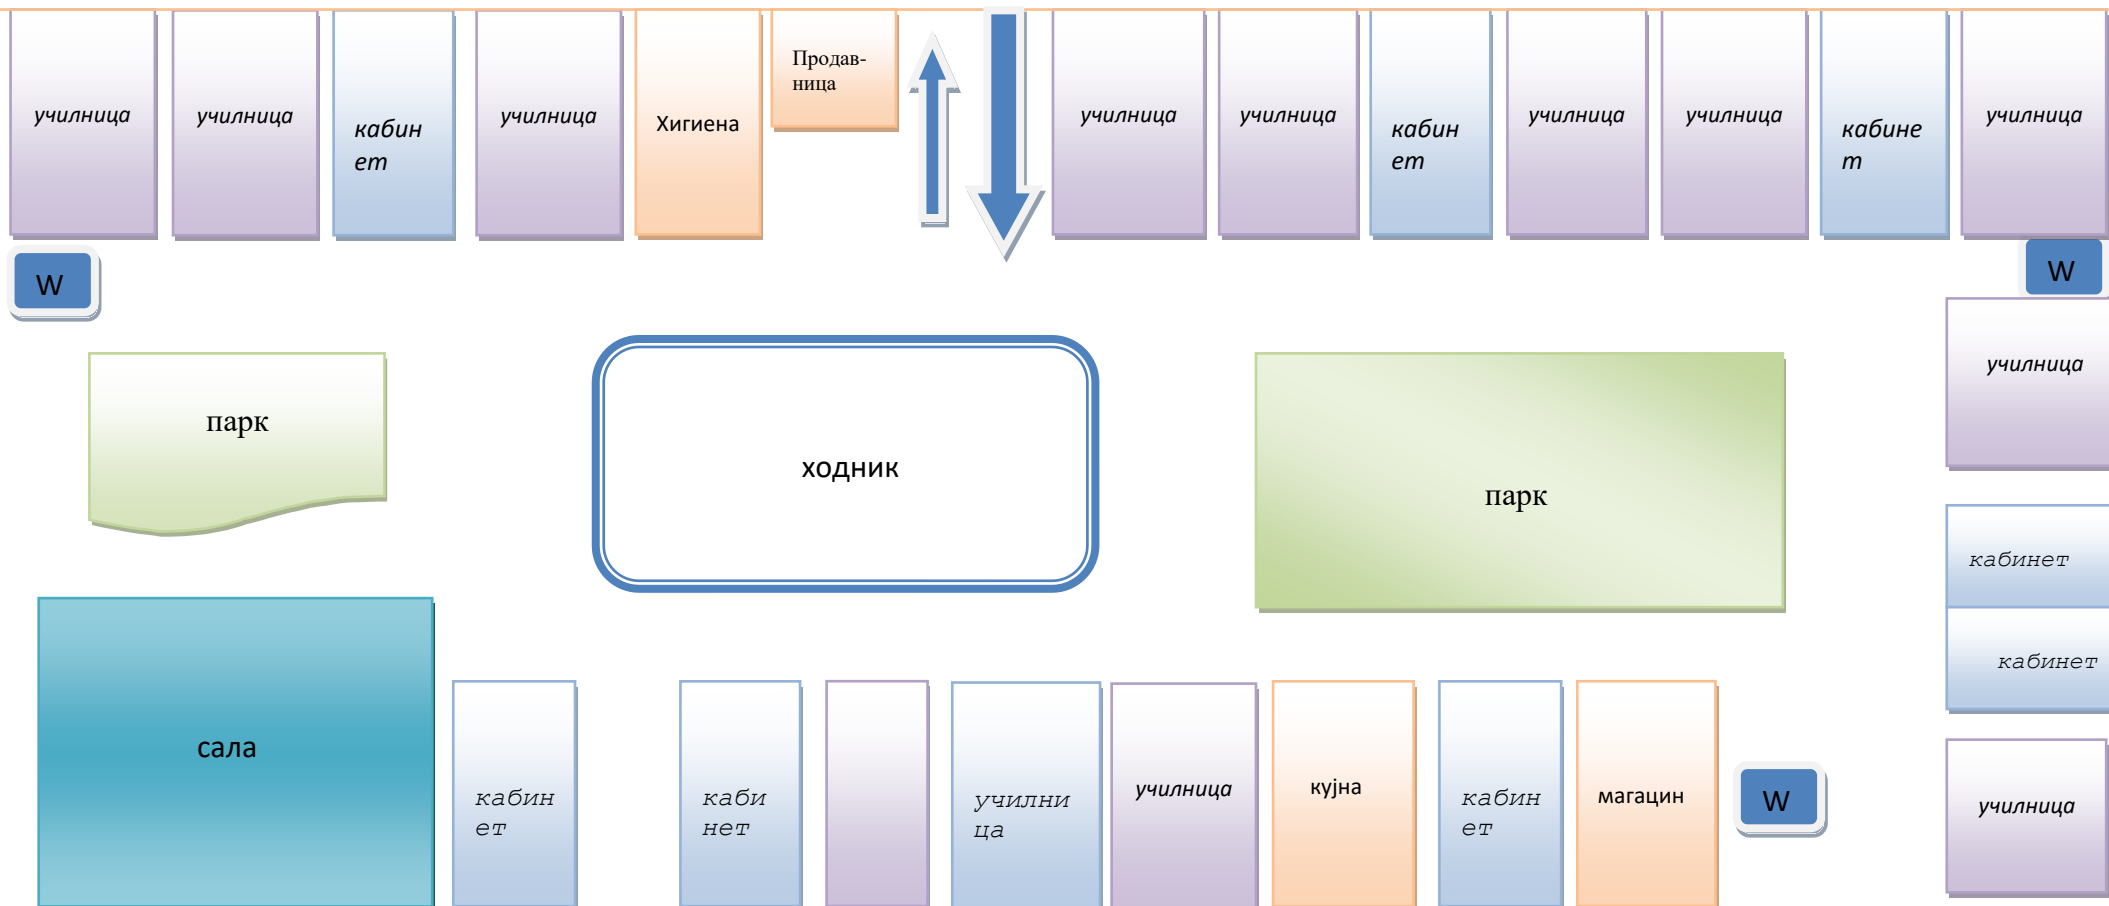 училница
училница
кабин
ет
училница
Хигиена
Продав-
ница
училница
училница
кабин
ет
училница
училница
кабине
т
училница
W
W
училница
парк
ходник
парк
кабинет
кабинет
сала
кабин
ет
каби
нет
училни
ца
училница
кујна
кабин
ет
магацин
W
училница